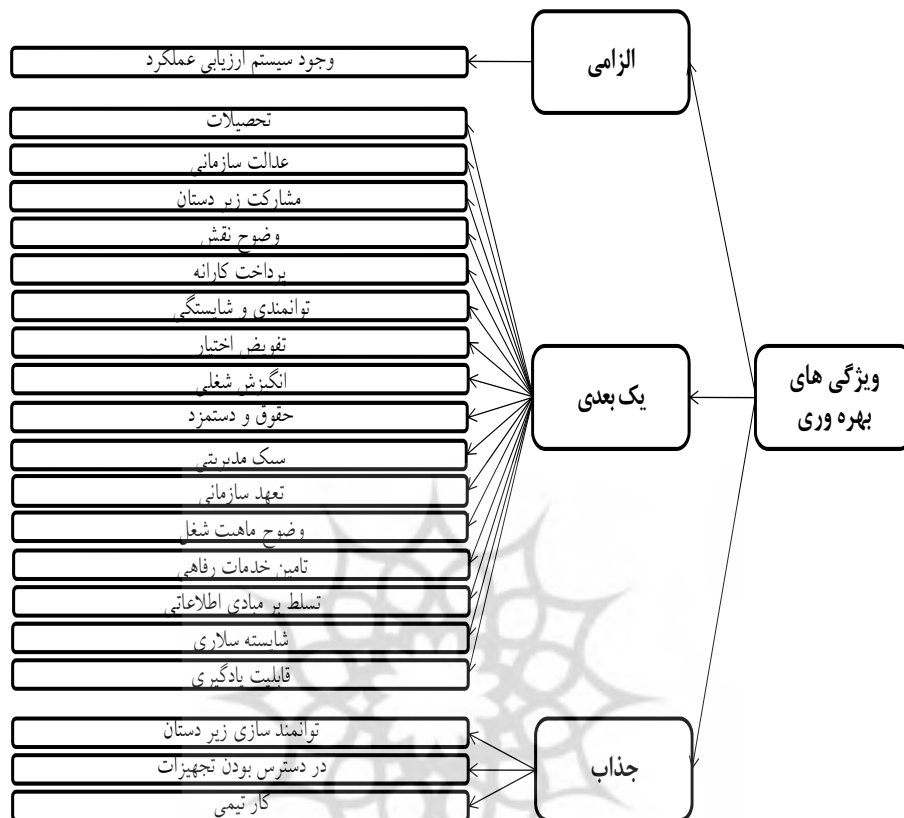 ویژگی های
بهره وری
الزامی
وجود سیستم ارزیابی عملکرد
یک بعدی
تحصیلات
عدالت سازمانی
مشارکت زیر دستان
وضوح نقش
پرداخت کارانه
توانمندی و شایستگی
تفویض اختیار
انگیزش شغلی
حقوق و دستمزد
سبک مدیریتی
تعهد سازمانی
وضوح ماهیت شغل
تامین خدمات رفاهی
تسلط بر مبادی اطلاعاتی
شایسته سلاری
قابلیت یادگیری
جذاب
توانمند سازی زیر دستان
در دسترس بودن تجهیزات
کار تیمی